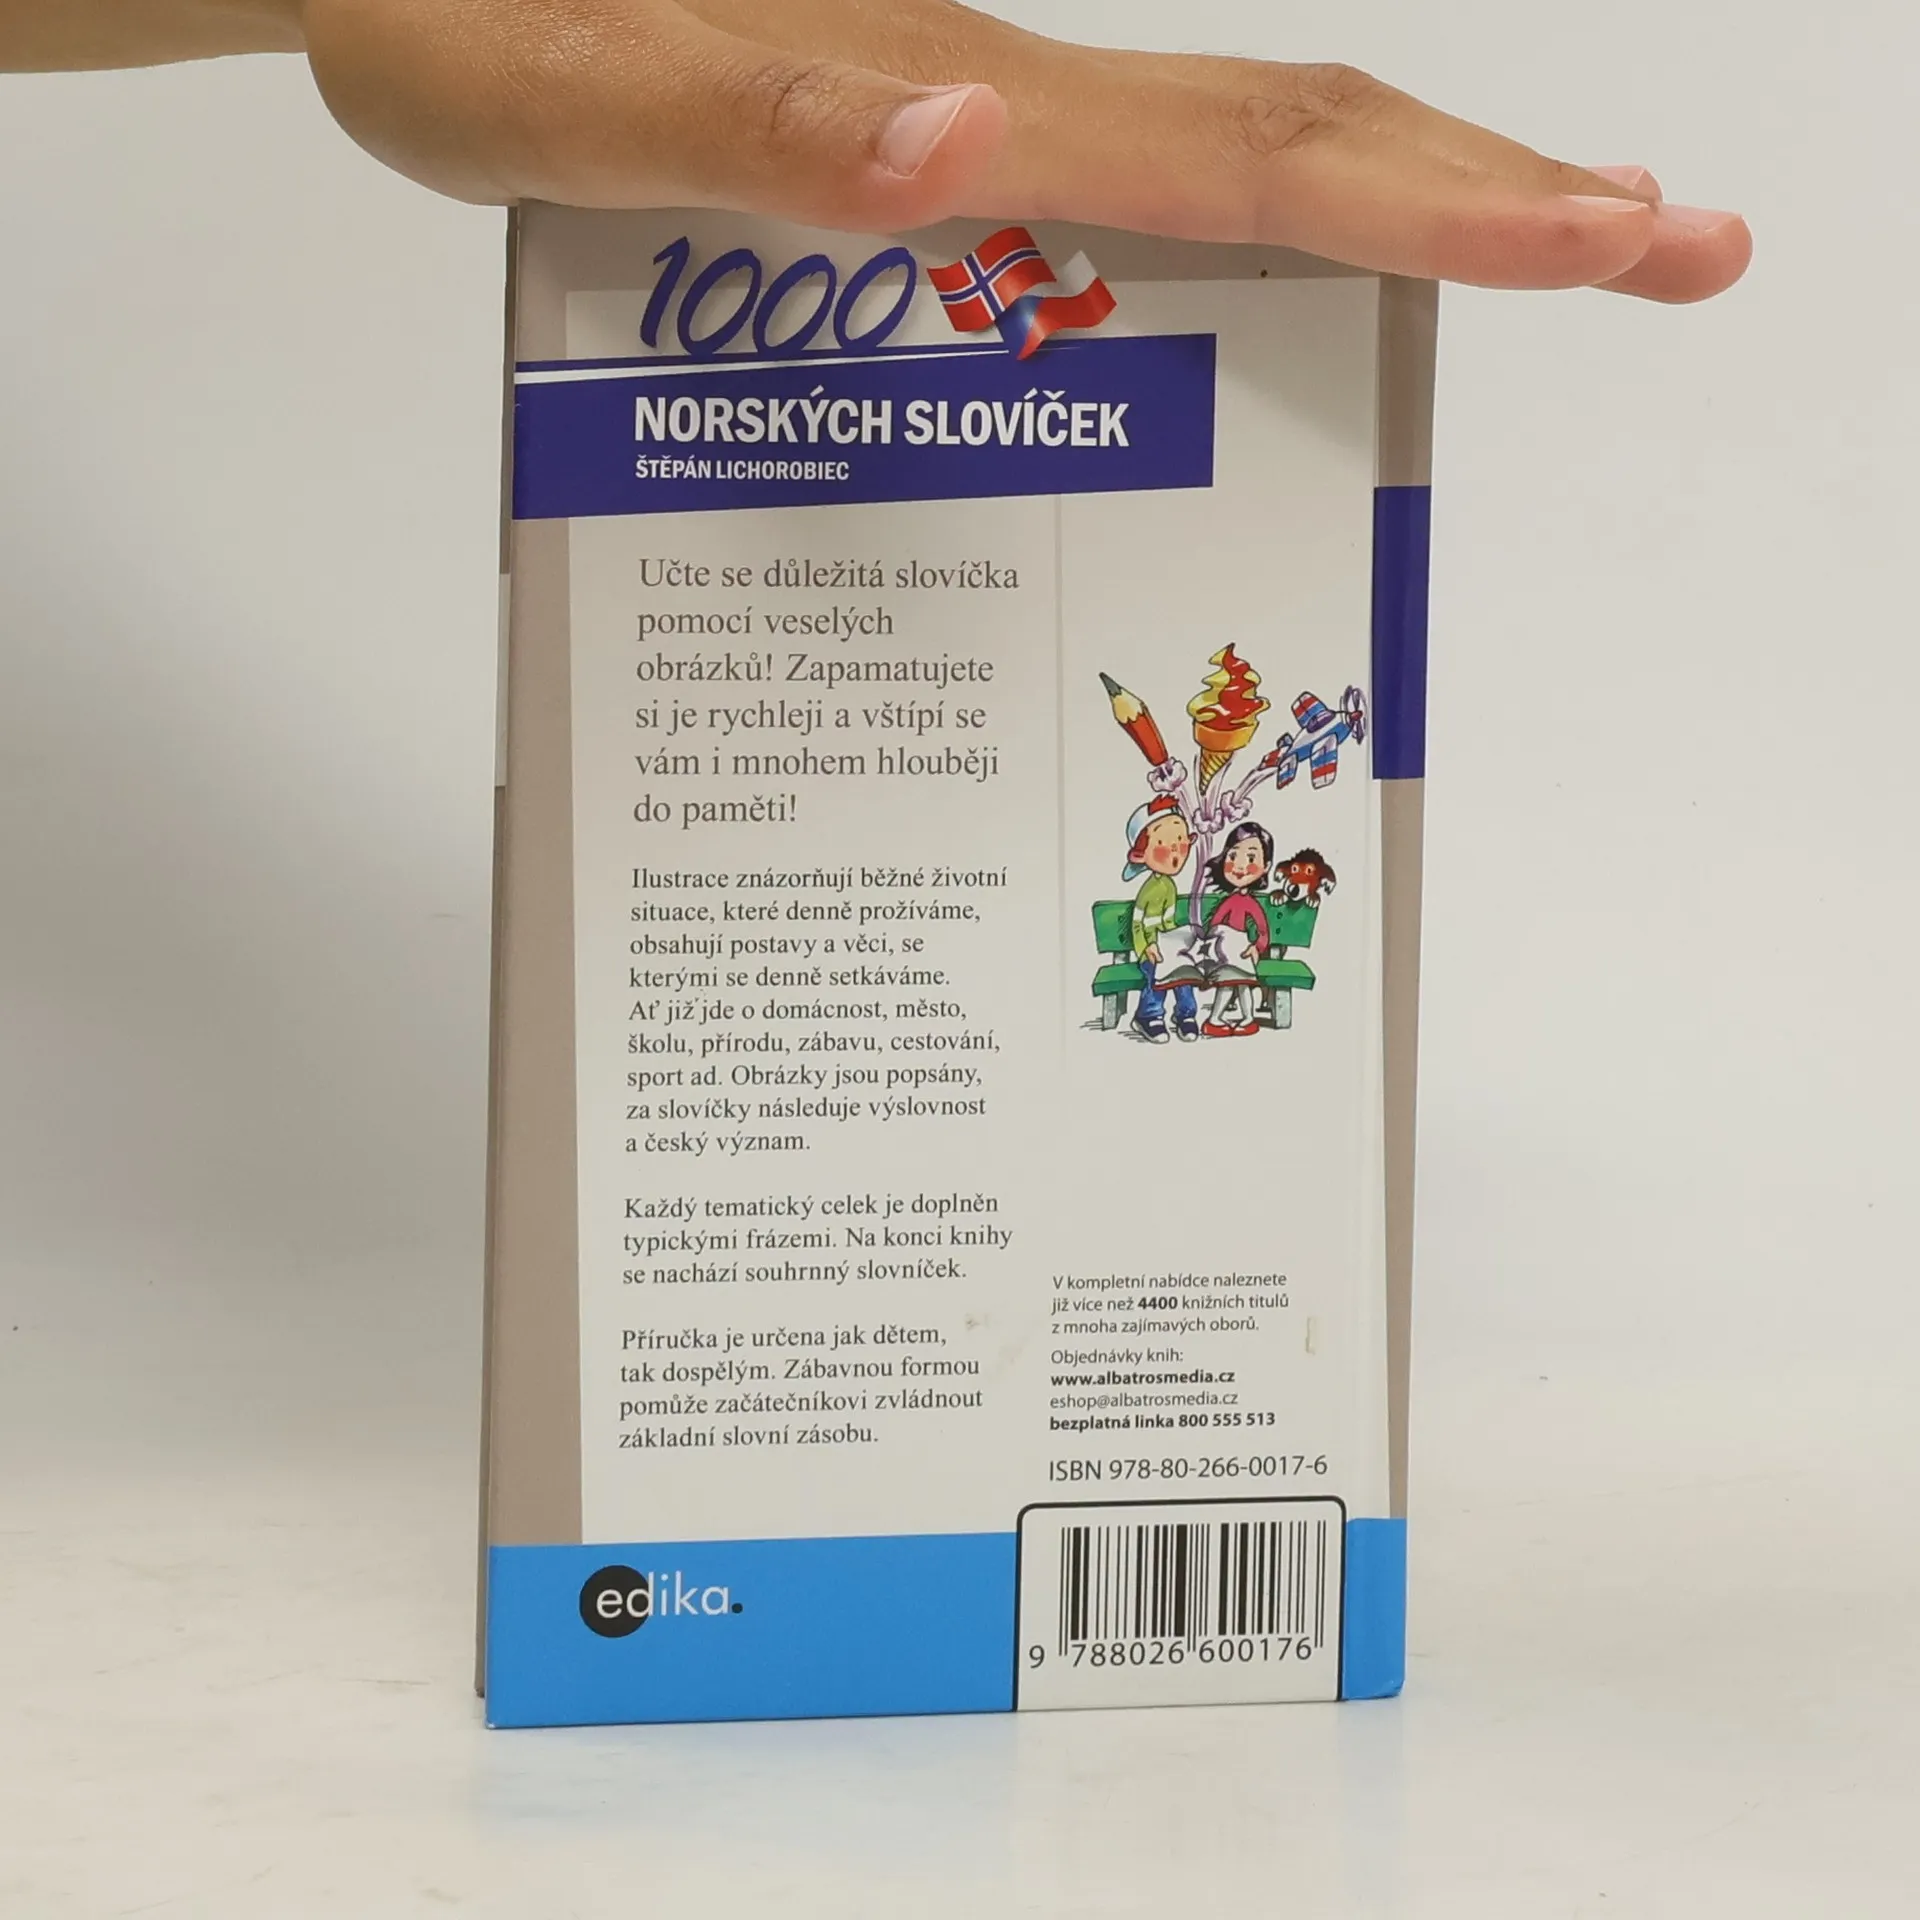 1000
NORSKÝCH SLOVÍČEK
ŠTĚPÁN LICHOROBIEC
Učte se důležitá slovíčka
pomocí veselých
obrázků! Zapamatujete
si je rychleji a vštípí se
vám i mnohem hlouběji
do paměti!
Ilustrace znázorňují běžné životní
situace, které denně prožíváme,
obsahují postavy a věci, se
kterými se denně setkáváme.
Ať již jde o domácnost, město,
školu, přírodu, zábavu, cestování,
sport ad. Obrázky jsou popsány,
za slovíčky následuje výslovnost
a český význam.
Každý tematický celek je doplněn
typickými frázemi. Na konci knihy
se nachází souhrnný slovníček.
Příručka je určena jak dětem,
tak dospělým. Zábavnou formou
pomůže začátečníkovi zvládnout
základní slovní zásobu.
V kompletní nabídce naleznete
již více než 4400 knižních titulů
z mnoha zajímavých oborů.
Objednávky knih:
www.albatrosmedia.cz
eshop@albatrosmedia.cz
bezplatná linka 800 555 513
ISBN 978-80-266-0017-6
edika.
9 788026 600176